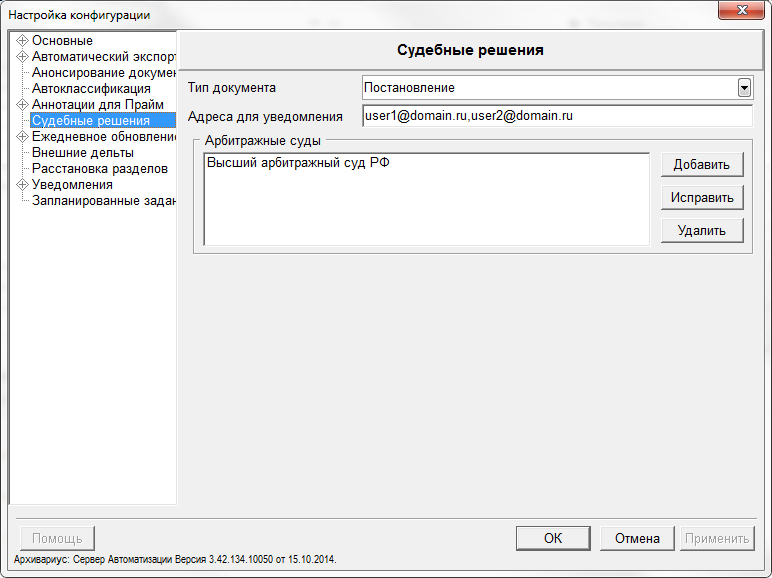 Настройка конфигурации
Основные
Автоматический экспорт
Анонсирование докумен
Автоклассификация
Аннотации для Прайм
Судебные решения
Ежедневное обновлени
Внешние дельты
Расстановка разделов
Уведомления
Запланированные задан
Судебные решения
Тип документа
Постановление
Адреса для уведомления
user1@domain.ru,user2@domain.ru
Арбитражные суды
Высший арбитражный суд РФ
Добавить
Исправить
Удалить
Помощь
OK
Отмена
Применить
Архивариус: Сервер Автоматизации Версия 3.42.134.10050 от 15.10.2014.